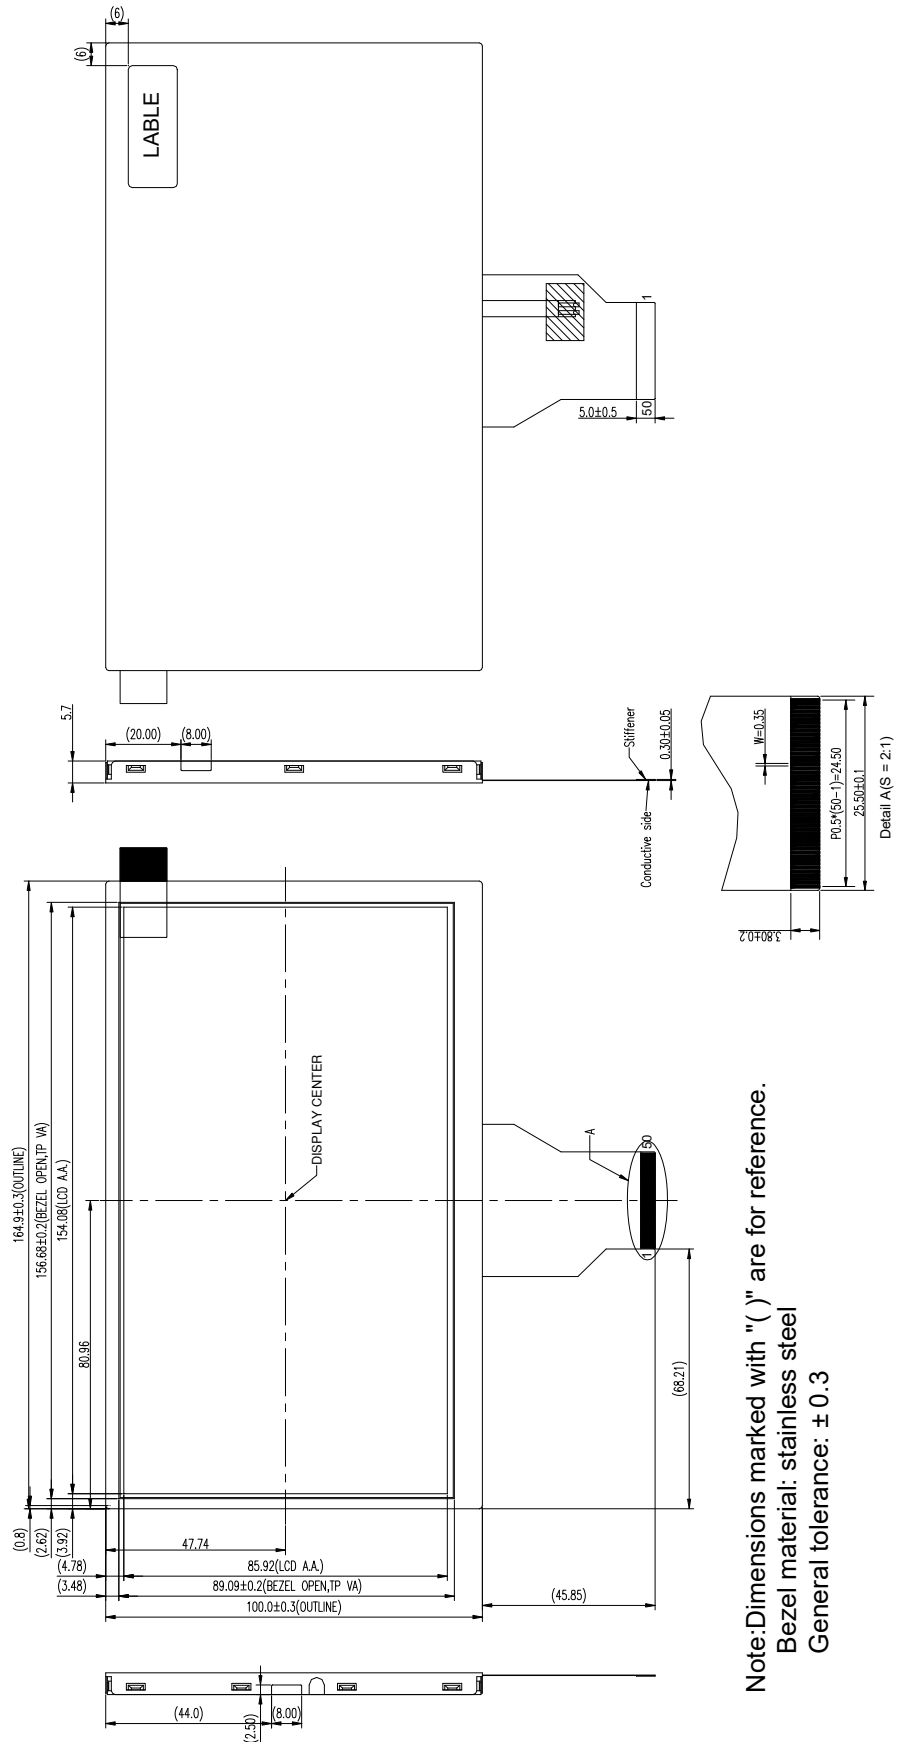 (6)
(6)
LABLE
5.0±0.5
50
1
5.7
(20.00)
(8.00)
Stiffener
0.30±0.05
Conductive side
W=0.35
P0.5*(50-1)=24.50
25.50±0.1
3.80±0.2
Detail A(S = 2:1)
164.9±0.3(OUTLINE)
156.68±0.2(BEZEL OPEN,TP VA)
154.08(LCD A.A.)
80.96
DISPLAY CENTER
A
50
1
(68.21)
(0.8)
(2.62)
(3.92)
(4.78)
(3.48)
47.74
85.92(LCD A.A.)
89.09±0.2(BEZEL OPEN,TP VA)
100.0±0.3(OUTLINE)
(45.85)
(44.0)
(2.50)
(8.00)
Note:Dimensions marked with "( )" are for reference.
Bezel material: stainless steel
General tolerance: ± 0.3